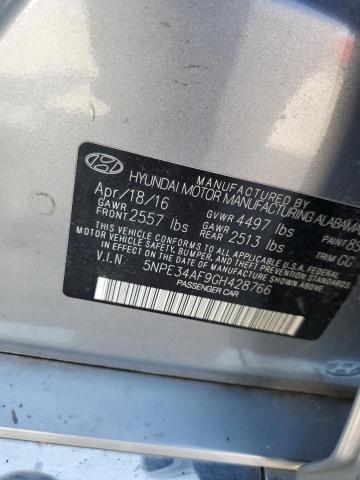 MANUFACTURED BY
HYUNDAI MOTOR MANUFACTURING ALABAMA
Apr/18/16 GVWR 4497 lbs
GAWR FRONT 2557 lbs GAWR REAR 2513 lbs PAINT
THIS VEHICLE CONFORMS TO ALL APPLICABLE U.S. FEDERAL TRIM
MOTOR VEHICLE SAFETY, BUMPER, AND THEFT PREVENTION STANDARDS
IN EFFECT ON THE DATE OF MANUFACTURE SHOWN ABOVE.
V.I.N 5NPE34AF9GH428766
PASSENGER CAR